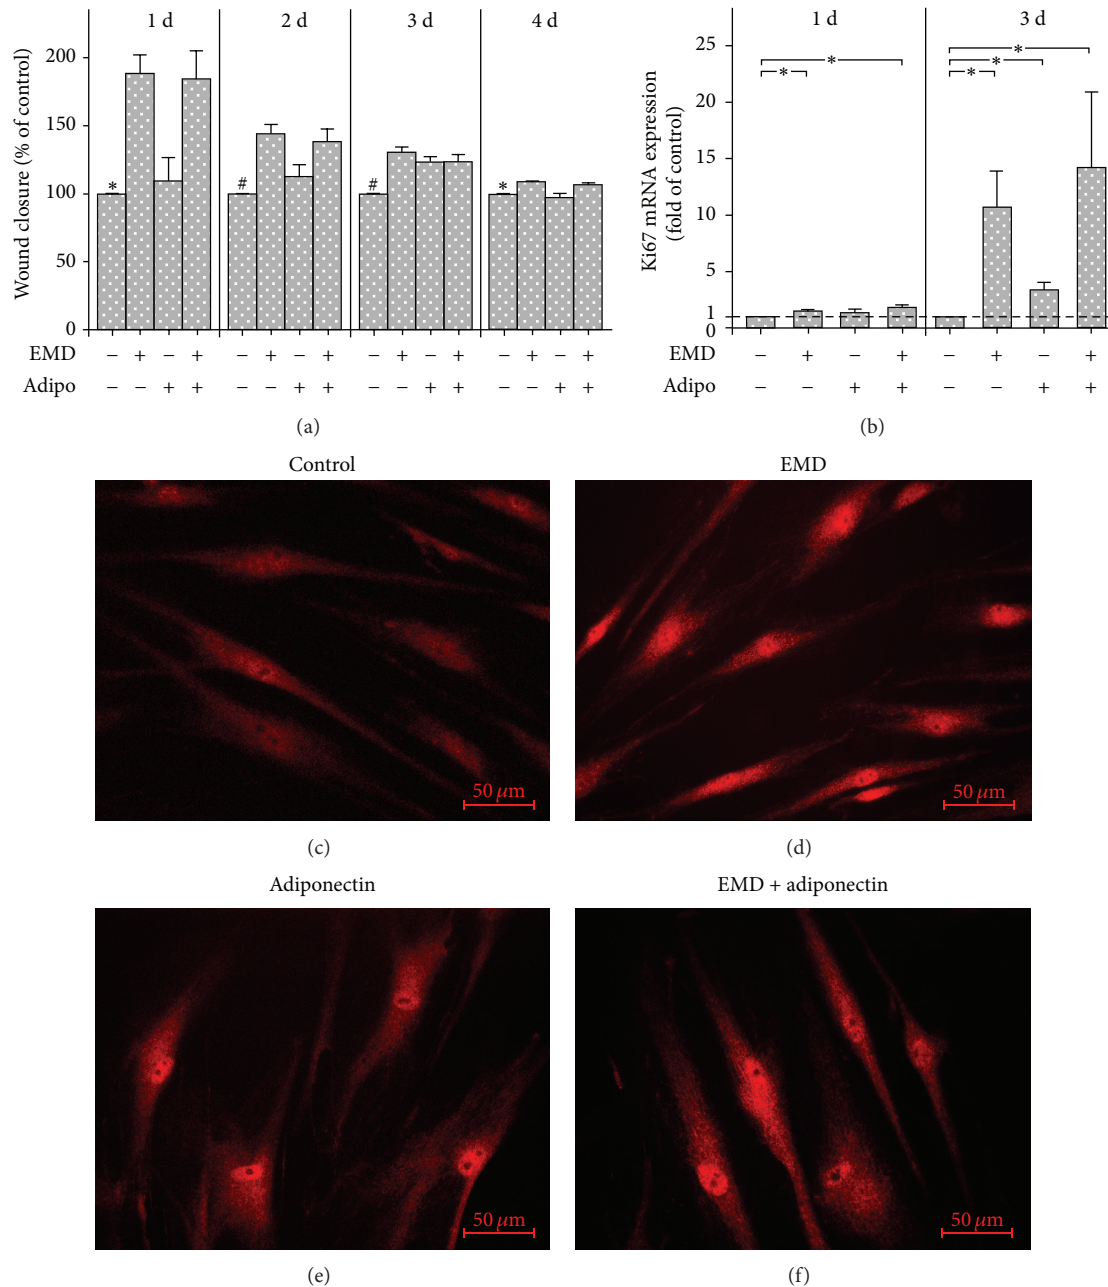 1 d 2 d 3 d 4 d
Wound closure (% of control)
200
150
100
50
0
* # # *
EMD − + − + − + − + − + − + − + − +
Adipo − − + + − − + + − − + + − − + +
(a)
1 d 3 d
Ki67 mRNA expression
(fold of control)
25
20
15
10
5
1
0
* *
* * *
EMD − + − + − + − +
Adipo − − + + − − + +
(b)
Control
50 μm
(c)
EMD
50 μm
(d)
Adiponectin
50 μm
(e)
EMD + adiponectin
50 μm
(f)